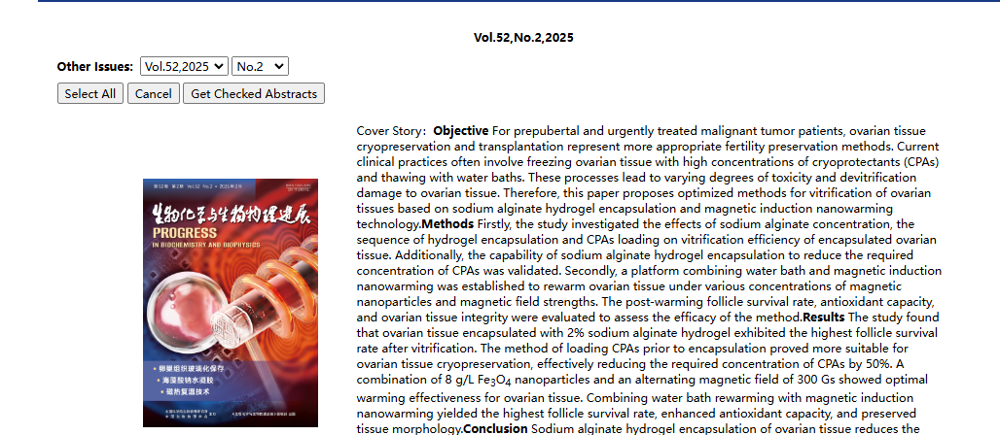 Vol.52,No.2,2025
Other Issues: Vol.52,2025 No.2
Select All Cancel Get Checked Abstracts
第52卷 第2期 Vol.52 No.2 • 2025年2月
生物化学与生物物理进展
PROGRESS
IN BIOCHEMISTRY AND BIOPHYSICS
• 卵巢组织玻璃化保存
• 海藻酸钠水凝胶
• 磁热复温技术
Cover Story：Objective For prepubertal and urgently treated malignant tumor patients, ovarian tissue
cryopreservation and transplantation represent more appropriate fertility preservation methods. Current
clinical practices often involve freezing ovarian tissue with high concentrations of cryoprotectants (CPAs)
and thawing with water baths. These processes lead to varying degrees of toxicity and devitrification
damage to ovarian tissue. Therefore, this paper proposes optimized methods for vitrification of ovarian
tissues based on sodium alginate hydrogel encapsulation and magnetic induction nanowarming
technology.Methods Firstly, the study investigated the effects of sodium alginate concentration, the
sequence of hydrogel encapsulation and CPAs loading on vitrification efficiency of encapsulated ovarian
tissue. Additionally, the capability of sodium alginate hydrogel encapsulation to reduce the required
concentration of CPAs was validated. Secondly, a platform combining water bath and magnetic induction
nanowarming was established to rewarm ovarian tissue under various concentrations of magnetic
nanoparticles and magnetic field strengths. The post-warming follicle survival rate, antioxidant capacity,
and ovarian tissue integrity were evaluated to assess the efficacy of the method.Results The study found
that ovarian tissue encapsulated with 2% sodium alginate hydrogel exhibited the highest follicle survival
rate after vitrification. The method of loading CPAs prior to encapsulation proved more suitable for
ovarian tissue cryopreservation, effectively reducing the required concentration of CPAs by 50%. A
combination of 8 g/L Fe₃O₄ nanoparticles and an alternating magnetic field of 300 Gs showed optimal
warming effectiveness for ovarian tissue. Combining water bath rewarming with magnetic induction
nanowarming yielded the highest follicle survival rate, enhanced antioxidant capacity, and preserved
tissue morphology.Conclusion Sodium alginate hydrogel encapsulation of ovarian tissue reduces the